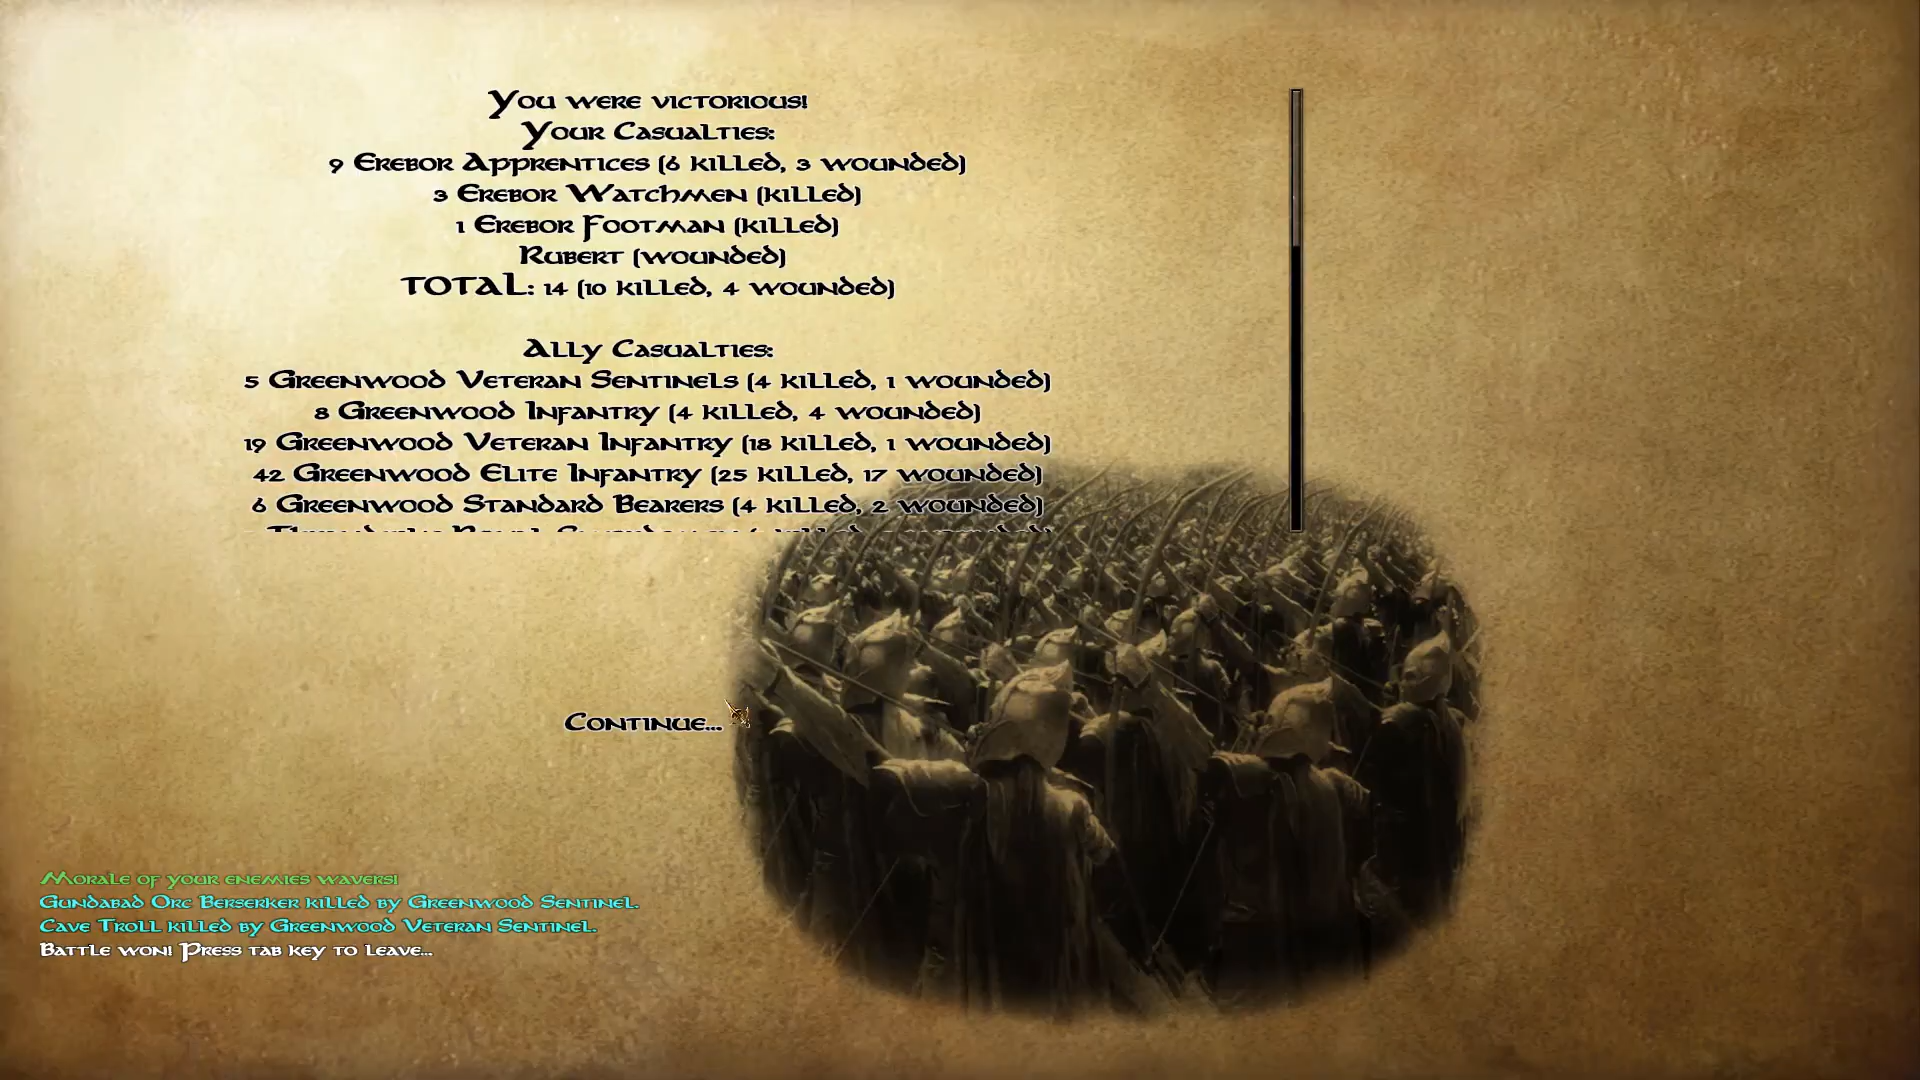 You were victorious!
Your Casualties:
9 Erebor Apprentices (6 killed, 3 wounded)
3 Erebor Watchmen (killed)
1 Erebor Footman (killed)
Rubert (wounded)
TOTAL: 14 (10 killed, 4 wounded)
Ally Casualties:
5 Greenwood Veteran Sentinels (4 killed, 1 wounded)
8 Greenwood Infantry (4 killed, 4 wounded)
19 Greenwood Veteran Infantry (18 killed, 1 wounded)
42 Greenwood Elite Infantry (25 killed, 17 wounded)
6 Greenwood Standard Bearers (4 killed, 2 wounded)
Continue...
Morale of your enemies wavers!
Gundabad Orc Berserker killed by Greenwood Sentinel.
Cave Troll killed by Greenwood Veteran Sentinel.
Battle won! Press tab key to leave...